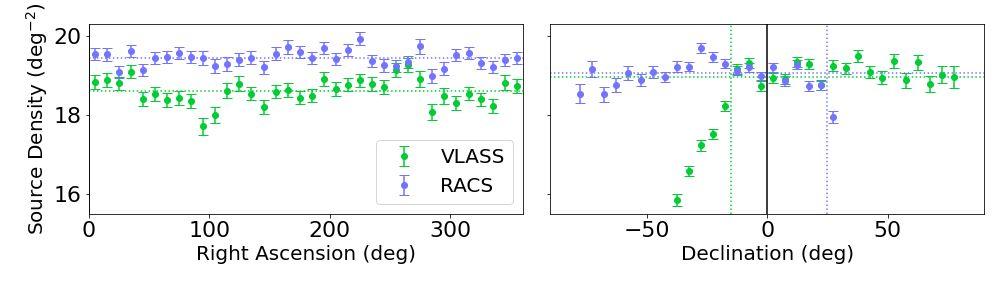 Source Density (deg⁻²)
20
18
16
VLASS
RACS
0 100 200 300
Right Ascension (deg)
−50 0 50
Declination (deg)